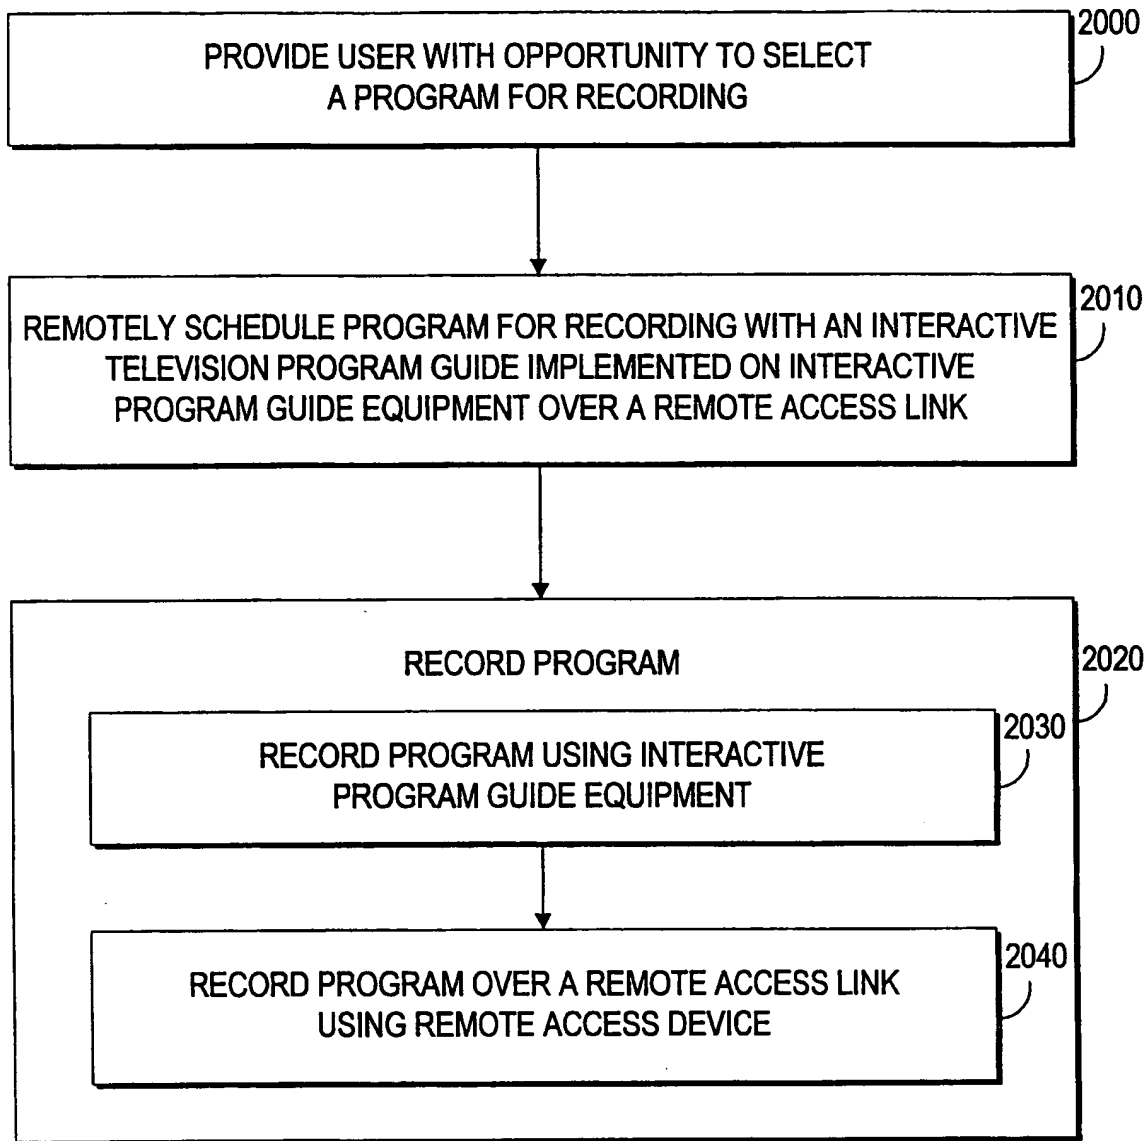 2000
PROVIDE USER WITH OPPORTUNITY TO SELECT
A PROGRAM FOR RECORDING
2010
REMOTELY SCHEDULE PROGRAM FOR RECORDING WITH AN INTERACTIVE
TELEVISION PROGRAM GUIDE IMPLEMENTED ON INTERACTIVE
PROGRAM GUIDE EQUIPMENT OVER A REMOTE ACCESS LINK
RECORD PROGRAM
2020
2030
RECORD PROGRAM USING INTERACTIVE
PROGRAM GUIDE EQUIPMENT
2040
RECORD PROGRAM OVER A REMOTE ACCESS LINK
USING REMOTE ACCESS DEVICE